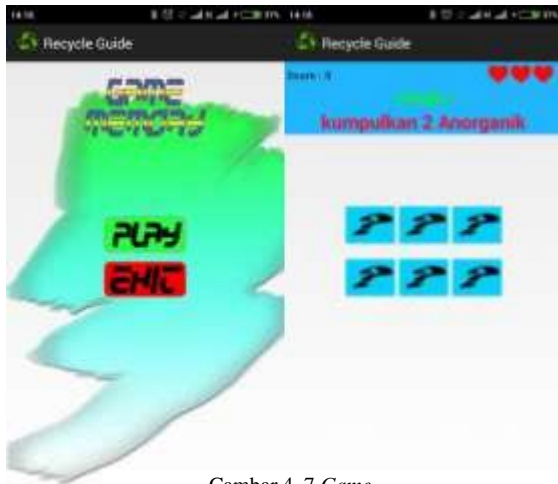 Recycle Guide
GAME
MEMORY
PLAY
EXIT
Recycle Guide
kumpulkan 2 Anorganik
Gambar 4. 7 Game